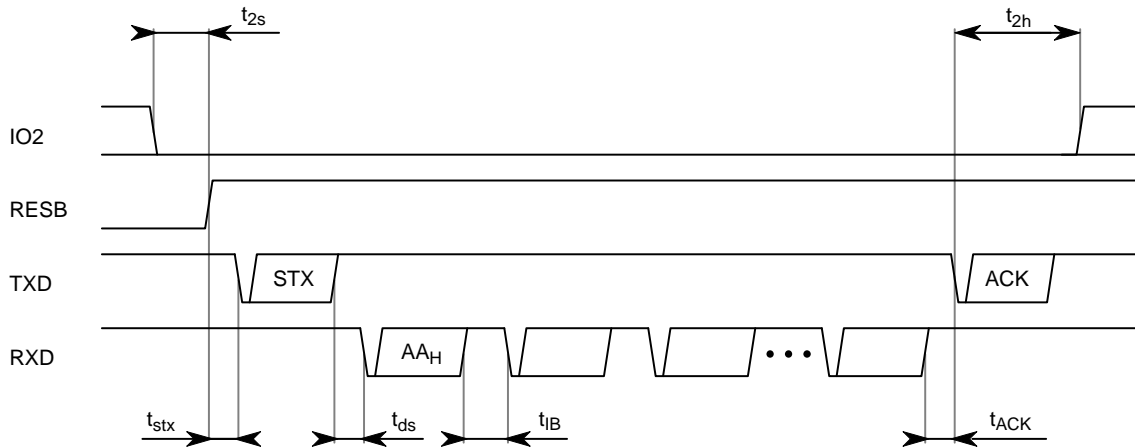 t2s
t2h
IO2
RESB
TXD
STX
ACK
RXD
AAH
tstx
tds
tIB
tACK